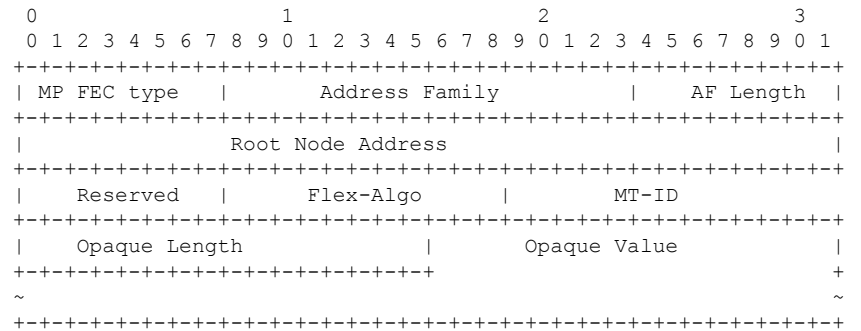 0                   1                   2                   3
 0 1 2 3 4 5 6 7 8 9 0 1 2 3 4 5 6 7 8 9 0 1 2 3 4 5 6 7 8 9 0 1
+-+-+-+-+-+-+-+-+-+-+-+-+-+-+-+-+-+-+-+-+-+-+-+-+-+-+-+-+-+-+-+-+
| MP FEC type   |       Address Family          |    AF Length  |
+-+-+-+-+-+-+-+-+-+-+-+-+-+-+-+-+-+-+-+-+-+-+-+-+-+-+-+-+-+-+-+-+
|                Root Node Address                              |
+-+-+-+-+-+-+-+-+-+-+-+-+-+-+-+-+-+-+-+-+-+-+-+-+-+-+-+-+-+-+-+-+
|    Reserved   |      Flex-Algo      |        MT-ID
+-+-+-+-+-+-+-+-+-+-+-+-+-+-+-+-+-+-+-+-+-+-+-+-+-+-+-+-+-+-+-+-+
|    Opaque Length              |       Opaque Value            |
+-+-+-+-+-+-+-+-+-+-+-+-+-+-+-+-+                               +
~                                                               ~
+-+-+-+-+-+-+-+-+-+-+-+-+-+-+-+-+-+-+-+-+-+-+-+-+-+-+-+-+-+-+-+-+